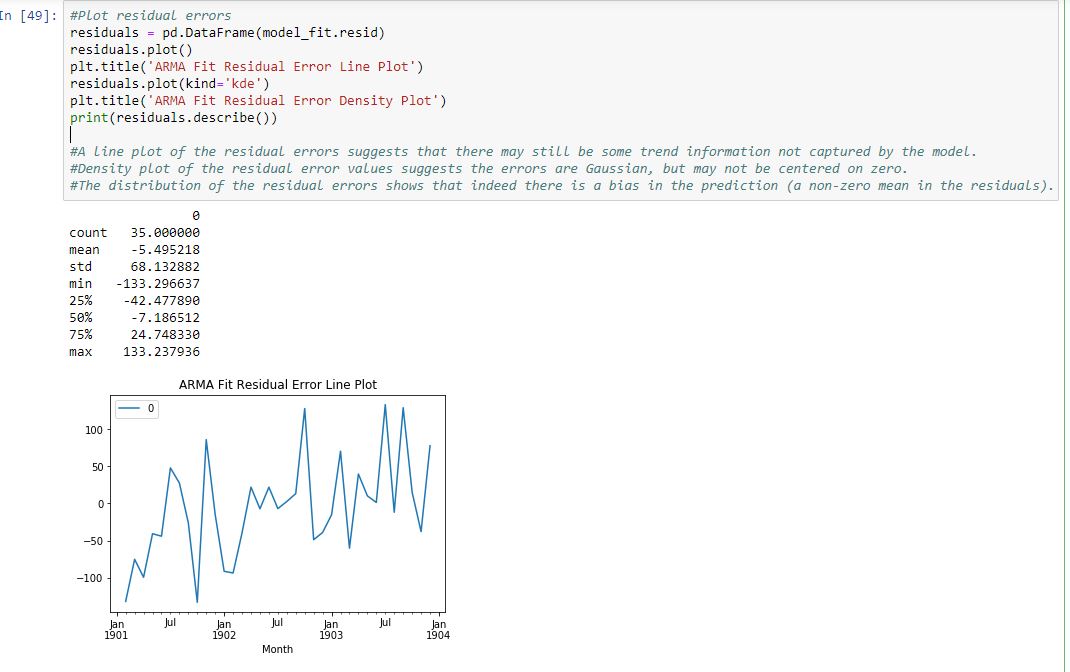 In [49]:
#Plot residual errors
residuals = pd.DataFrame(model_fit.resid)
residuals.plot()
plt.title('ARMA Fit Residual Error Line Plot')
residuals.plot(kind='kde')
plt.title('ARMA Fit Residual Error Density Plot')
print(residuals.describe())
#A line plot of the residual errors suggests that there may still be some trend information not captured by the model.
#Density plot of the residual error values suggests the errors are Gaussian, but may not be centered on zero.
#The distribution of the residual errors shows that indeed there is a bias in the prediction (a non-zero mean in the residuals).
0
count 35.000000
mean -5.495218
std 68.132882
min -133.296637
25% -42.477890
50% -7.186512
75% 24.748330
max 133.237936
ARMA Fit Residual Error Line Plot
0
100
50
0
−50
−100
Jan Jul Jan Jul Jan Jul Jan
1901 1902 1903 1904
Month